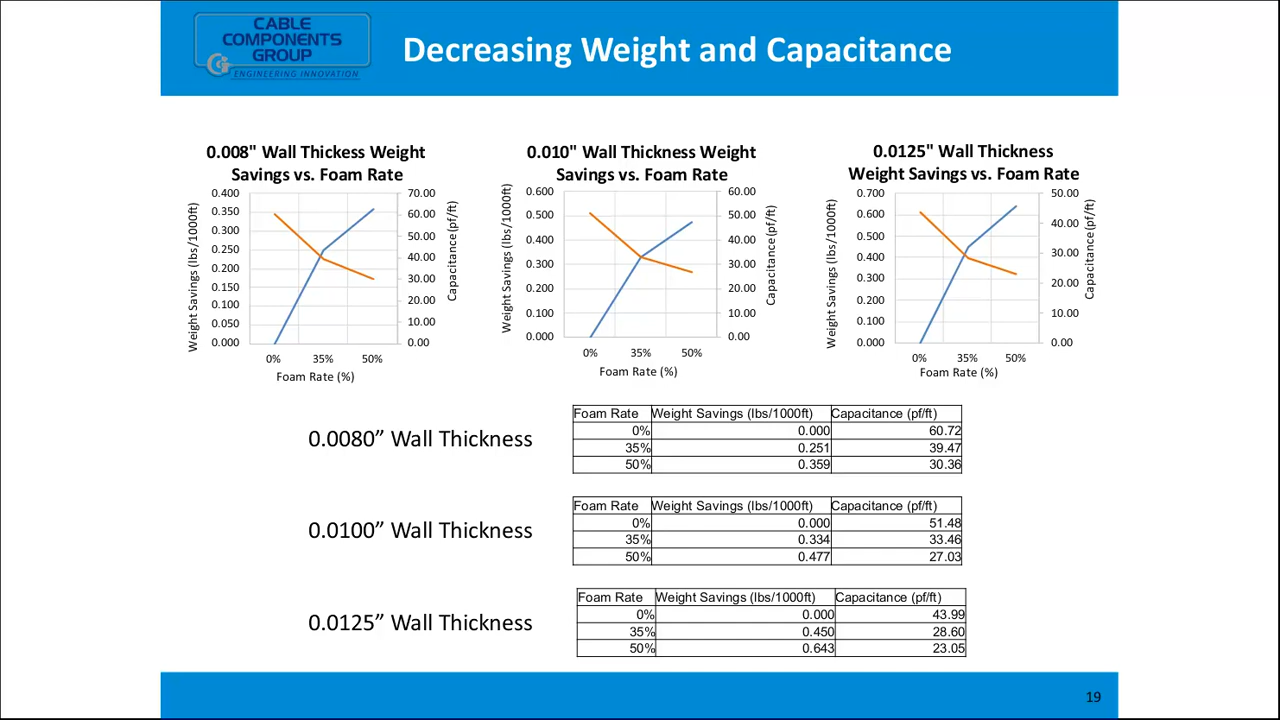 CABLE
COMPONENTS
GROUP
ENGINEERING INNOVATION
Decreasing Weight and Capacitance
0.008" Wall Thickess Weight
Savings vs. Foam Rate
Weight Savings (lbs/1000ft)
0.400
0.350
0.300
0.250
0.200
0.150
0.100
0.050
0.000
70.00
60.00
50.00
40.00
30.00
20.00
10.00
0.00
Capacitance (pf/ft)
0% 35% 50%
Foam Rate (%)
0.010" Wall Thickness Weight
Savings vs. Foam Rate
Weight Savings (lbs/1000ft)
0.600
0.500
0.400
0.300
0.200
0.100
0.000
60.00
50.00
40.00
30.00
20.00
10.00
0.00
Capacitance(pf/ft)
0% 35% 50%
Foam Rate (%)
0.0125" Wall Thickness
Weight Savings vs. Foam Rate
Weight Savings (lbs/1000ft)
0.700
0.600
0.500
0.400
0.300
0.200
0.100
0.000
50.00
40.00
30.00
20.00
10.00
0.00
Capacitance(pf/ft)
0% 35% 50%
Foam Rate (%)
0.0080” Wall Thickness
Foam Rate Weight Savings (lbs/1000ft) Capacitance (pf/ft)
0% 0.000 60.72
35% 0.251 39.47
50% 0.359 30.36
0.0100” Wall Thickness
Foam Rate Weight Savings (lbs/1000ft) Capacitance (pf/ft)
0% 0.000 51.48
35% 0.334 33.46
50% 0.477 27.03
0.0125” Wall Thickness
Foam Rate Weight Savings (lbs/1000ft) Capacitance (pf/ft)
0% 0.000 43.99
35% 0.450 28.60
50% 0.643 23.05
19